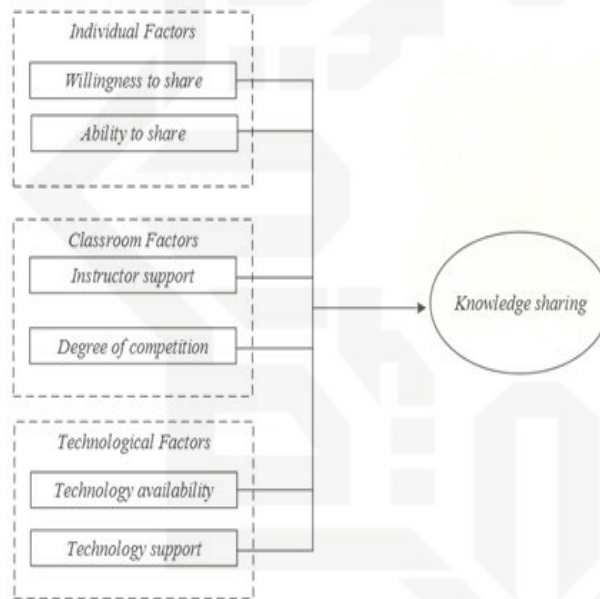 Individual Factors
Willingness to share
Ability to share
Classroom Factors
Instructor support
Degree of competition
Knowledge sharing
Technological Factors
Technology availability
Technology support